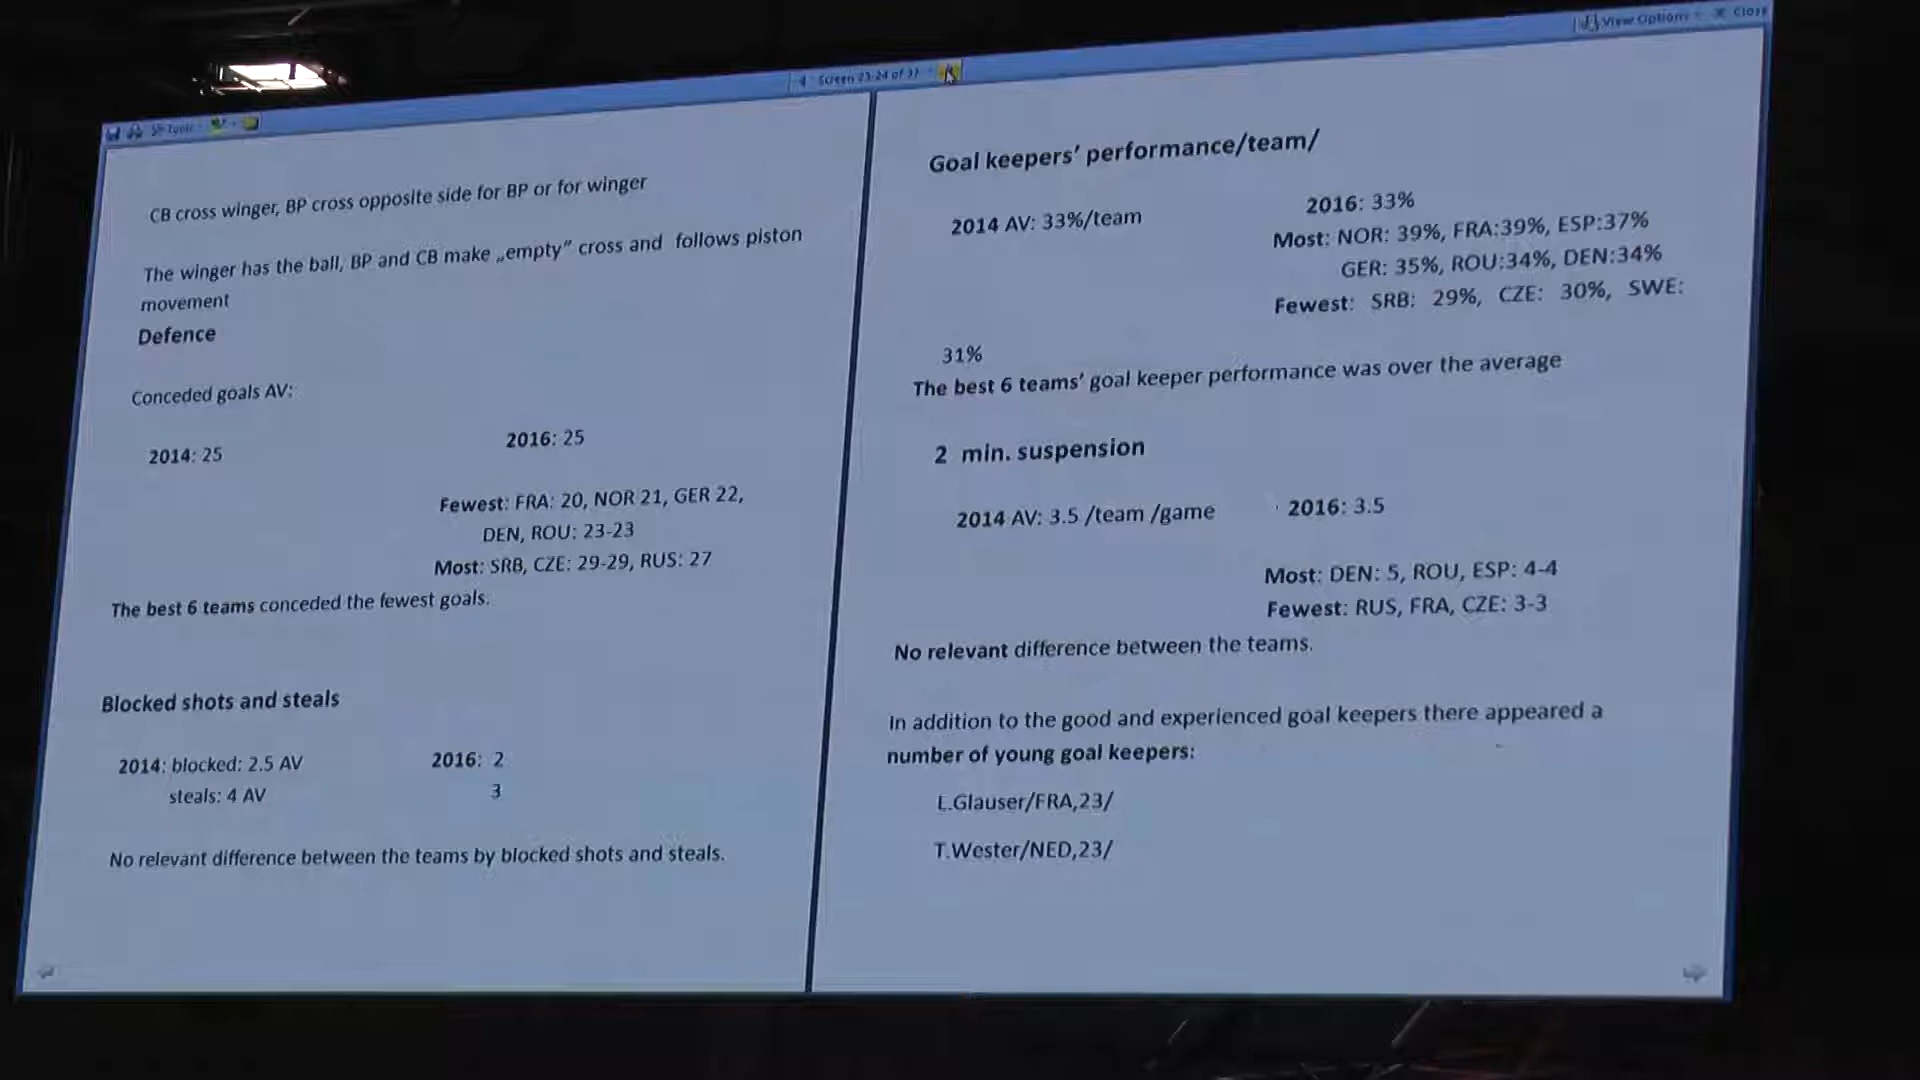 View Options Close
Screen 23-24 of 37
Tools
CB cross winger, BP cross opposite side for BP or for winger
The winger has the ball, BP and CB make „empty” cross and follows piston
movement
Defence
Conceded goals AV:
2014: 25
2016: 25
Fewest: FRA: 20, NOR 21, GER 22,
DEN, ROU: 23-23
Most: SRB, CZE: 29-29, RUS: 27
The best 6 teams conceded the fewest goals.
Blocked shots and steals
2014: blocked: 2.5 AV 2016: 2
steals: 4 AV 3
No relevant difference between the teams by blocked shots and steals.
Goal keepers’ performance/team/
2014 AV: 33%/team 2016: 33%
Most: NOR: 39%, FRA:39%, ESP:37%
GER: 35%, ROU:34%, DEN:34%
Fewest: SRB: 29%, CZE: 30%, SWE:
31%
The best 6 teams’ goal keeper performance was over the average
2 min. suspension
2014 AV: 3.5 /team /game 2016: 3.5
Most: DEN: 5, ROU, ESP: 4-4
Fewest: RUS, FRA, CZE: 3-3
No relevant difference between the teams.
In addition to the good and experienced goal keepers there appeared a
number of young goal keepers:
L.Glauser/FRA,23/
T.Wester/NED,23/